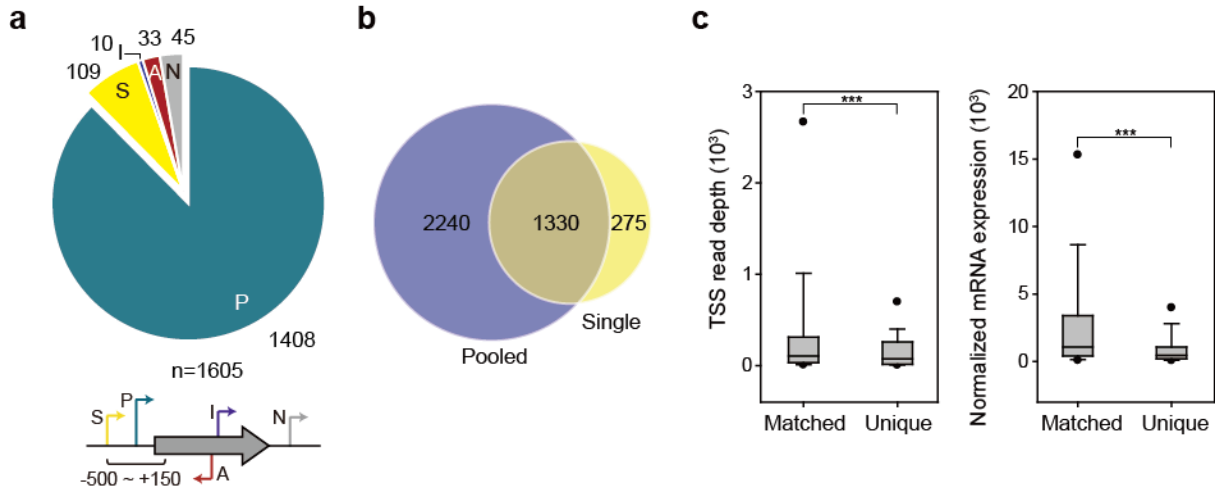 a
10 I 33 45
109
S A N
P
1408
n=1605
P
S I N
A
-500 ~ +150
b
2240 1330 275
Single
Pooled
c
TSS read depth (10³)
3
2
1
0
***
Matched Unique
Normalized mRNA expression (10³)
20
15
10
5
0
***
Matched Unique